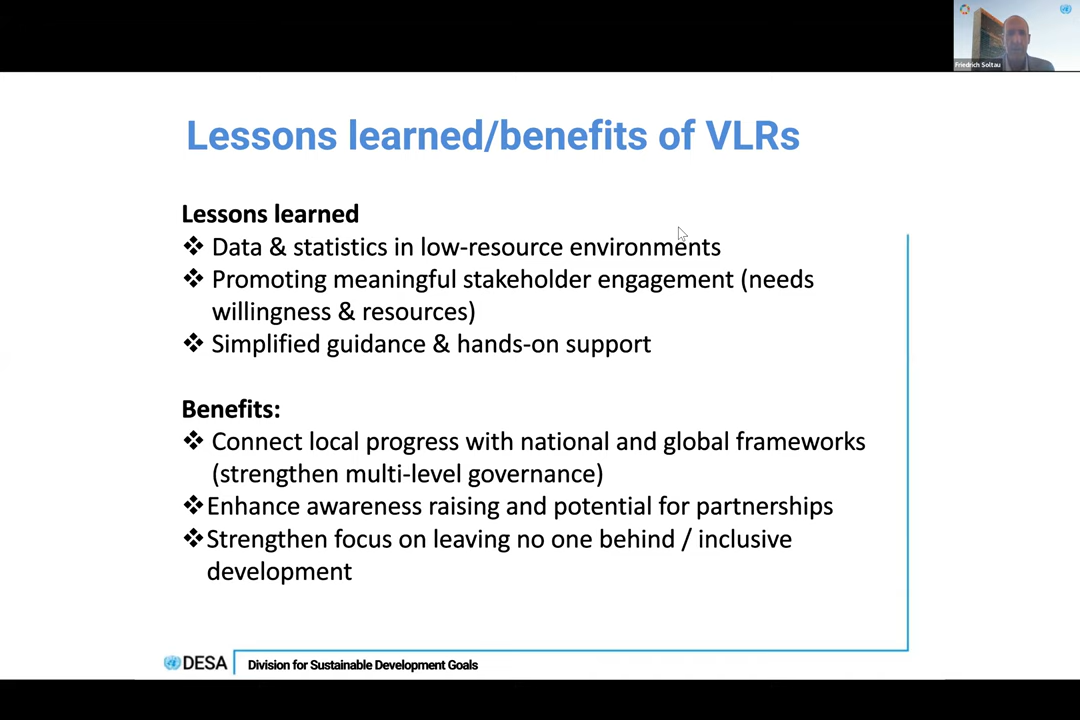 Friedrich Soltau
Lessons learned/benefits of VLRs
Lessons learned
❖ Data & statistics in low-resource environments
❖ Promoting meaningful stakeholder engagement (needs
willingness & resources)
❖ Simplified guidance & hands-on support
Benefits:
❖ Connect local progress with national and global frameworks
(strengthen multi-level governance)
❖Enhance awareness raising and potential for partnerships
❖Strengthen focus on leaving no one behind / inclusive
development
DESA Division for Sustainable Development Goals